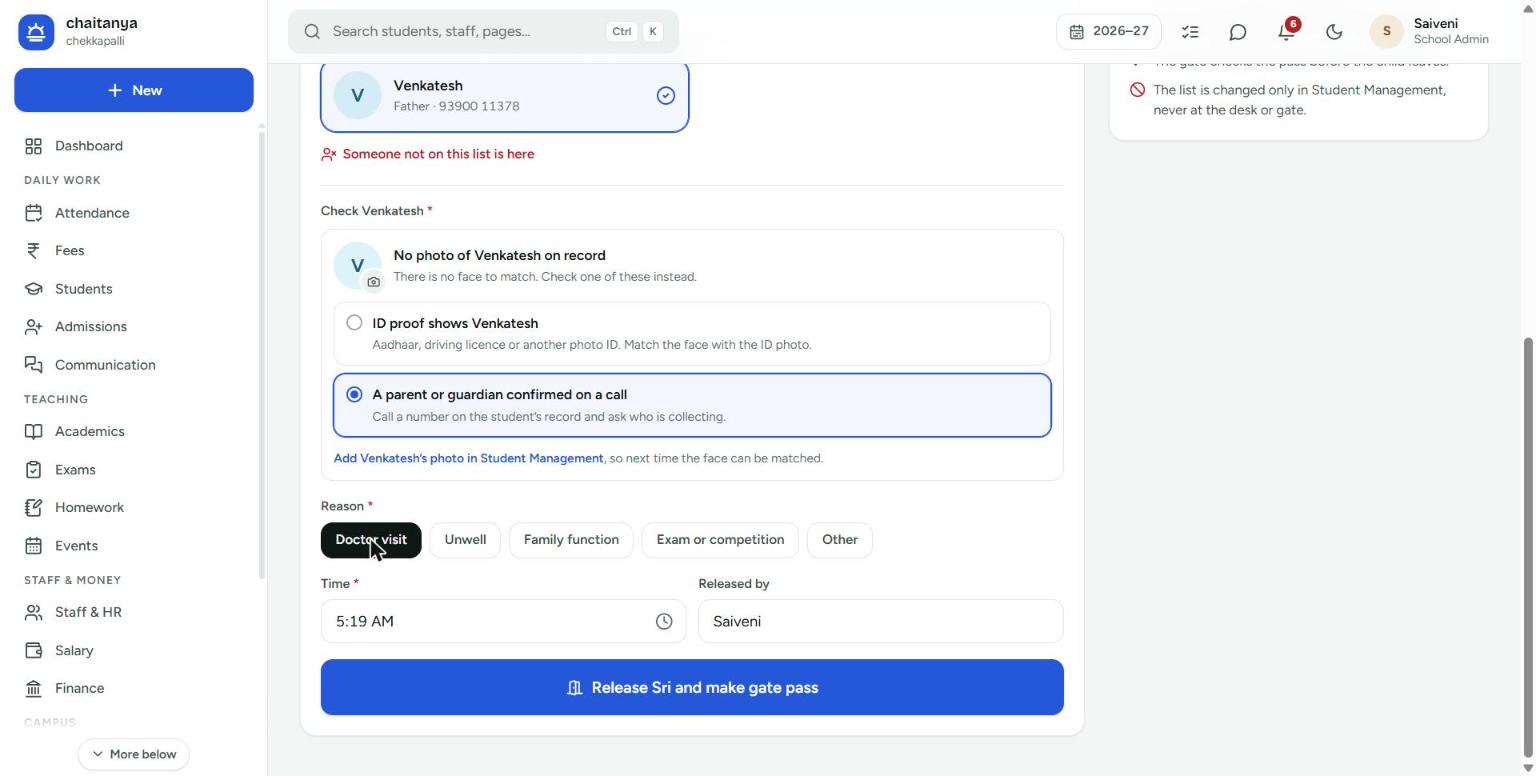 chaitanya
chekkapalli
New
Dashboard
DAILY WORK
Attendance
Fees
Students
Admissions
Communication
TEACHING
Academics
Exams
Homework
Events
STAFF & MONEY
Staff & HR
Salary
Finance
CAMPUS
More below
Search students, staff, pages...
Ctrl K
2026–27
6
S
Saiveni
School Admin
V
Venkatesh
Father · 93900 11378
Someone not on this list is here
Check Venkatesh *
V
No photo of Venkatesh on record
There is no face to match. Check one of these instead.
ID proof shows Venkatesh
Aadhaar, driving licence or another photo ID. Match the face with the ID photo.
A parent or guardian confirmed on a call
Call a number on the student's record and ask who is collecting.
Add Venkatesh's photo in Student Management, so next time the face can be matched.
Reason *
Doctor visit
Unwell
Family function
Exam or competition
Other
Time *
5:19 AM
Released by
Saiveni
Release Sri and make gate pass
The gate checks the pass before the child leaves.
The list is changed only in Student Management,
never at the desk or gate.